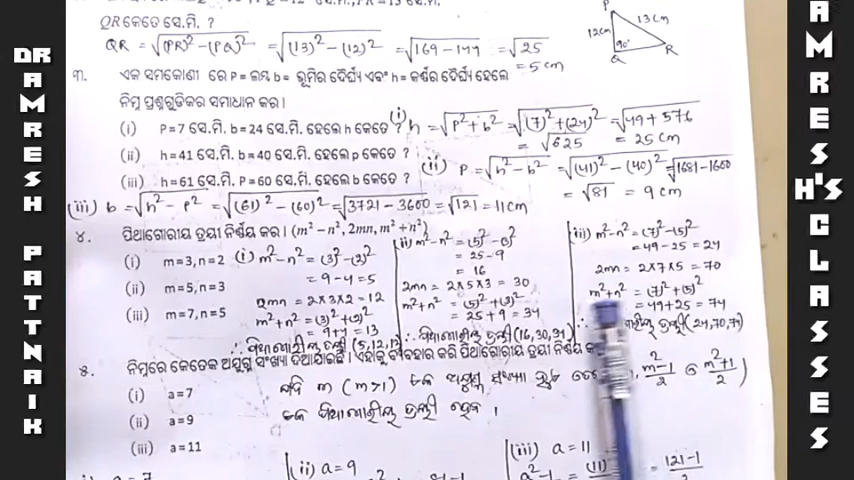 DR AMRESH PATTNAIK
AMRESH'S CLASSES
QR କେତେ ସେ.ମି. ?
QR = √(PR)² − (PQ)² = √(13)² − (12)² = √169 − 144 = √25
= 5 cm
P
12cm
13cm
90°
Q
R
୩. ଏକ ସମକୋଣୀ ରେ P = ଲମ୍ବ b = ଭୂମିର ଦୈର୍ଘ୍ୟ ଏବଂ h = କର୍ଣ୍ଣର ଦୈର୍ଘ୍ୟ ହେଲେ
ନିମ୍ନ ପ୍ରଶ୍ନଗୁଡିକର ସମାଧାନ କର ।
(i) P=7 ସେ.ମି. b=24 ସେ.ମି. ହେଲେ h କେତେ ?
(i) h = √P² + b² = √(7)² + (24)² = √49 + 576
= √625 = 25 cm
(ii) h=41 ସେ.ମି. b=40 ସେ.ମି. ହେଲେ p କେତେ ?
(ii) P = √h² − b² = √(41)² − (40)² = √1681 − 1600
= √81 = 9 cm
(iii) h=61 ସେ.ମି. P=60 ସେ.ମି. ହେଲେ b କେତେ ?
(iii) b = √h² − P² = √(61)² − (60)² = √3721 − 3600 = √121 = 11cm
୪. ପିଥାଗୋରୀୟ ତ୍ରୟୀ ନିର୍ଣ୍ଣୟ କର । (m² − n², 2mn, m² + n²)
(i) m=3, n=2
(ii) m=5, n=3
(iii) m=7, n=5
(i) m² − n² = (3)² − (2)²
= 9 − 4 = 5
2mn = 2×3×2 = 12
m² + n² = (3)² + (2)²
= 9 + 4 = 13
∴ ପିଥାଗୋରୀୟ ତ୍ରୟୀ (5, 12, 13)
(ii) m² − n² = (5)² − (3)²
= 25 − 9
= 16
2mn = 2×5×3 = 30
m² + n² = (5)² + (3)²
= 25 + 9 = 34
∴ ପିଥାଗୋରୀୟ ତ୍ରୟୀ (16, 30, 34)
(iii) m² − n² = (7)² − (5)²
= 49 − 25 = 24
2mn = 2×7×5 = 70
m² + n² = (7)² + (5)²
= 49 + 25 = 74
ତ୍ରୟୀ (24, 70, 74)
୫. ନିମ୍ନରେ କେତେକ ଅଯୁଗ୍ମ ସଂଖ୍ୟା ଦିଆଯାଇଛି । ଏହାକୁ ବ୍ୟବହାର କରି ପିଥାଗୋରୀୟ ତ୍ରୟୀ ନିର୍ଣ୍ଣୟ କର
(i) a=7
(ii) a=9
(iii) a=11
ଯଦି m (m>1) ଏକ ଅଯୁଗ୍ମ ସଂଖ୍ୟା ହୁଏ m²−1/2 ଓ m²+1/2
ଏକ ପିଥାଗୋରୀୟ ତ୍ରୟୀ ହେବ ।
(ii) a=9
(iii) a=11
a²−1 = (11) = 121−1